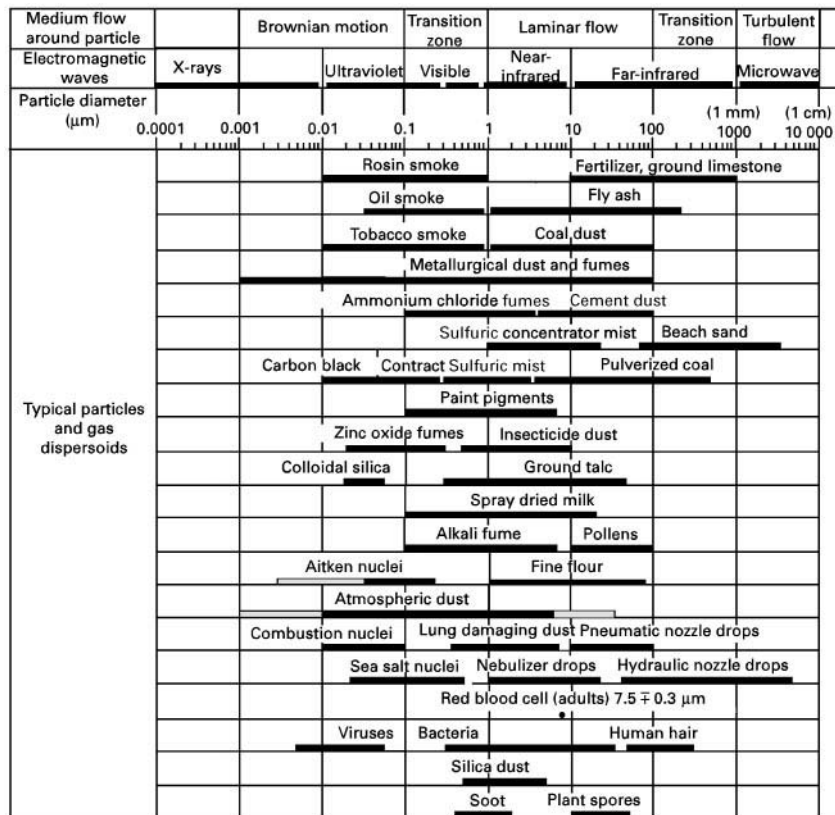 Medium flow around particle Brownian motion Transition zone Laminar flow Transition zone Turbulent flow
Electromagnetic waves X-rays Ultraviolet Visible Near-infrared Far-infrared Microwave
Particle diameter (μm) (1 mm) (1 cm)
0.0001 0.001 0.01 0.1 1 10 100 1000 10 000
Typical particles and gas dispersoids
Rosin smoke Fertilizer, ground limestone
Oil smoke Fly ash
Tobacco smoke Coal dust
Metallurgical dust and fumes
Ammonium chloride fumes Cement dust
Sulfuric concentrator mist Beach sand
Carbon black Contract Sulfuric mist Pulverized coal
Paint pigments
Zinc oxide fumes Insecticide dust
Colloidal silica Ground talc
Spray dried milk
Alkali fume Pollens
Aitken nuclei Fine flour
Atmospheric dust
Combustion nuclei Lung damaging dust Pneumatic nozzle drops
Sea salt nuclei Nebulizer drops Hydraulic nozzle drops
Red blood cell (adults) 7.5 ∓ 0.3 μm
Viruses Bacteria Human hair
Silica dust
Soot Plant spores